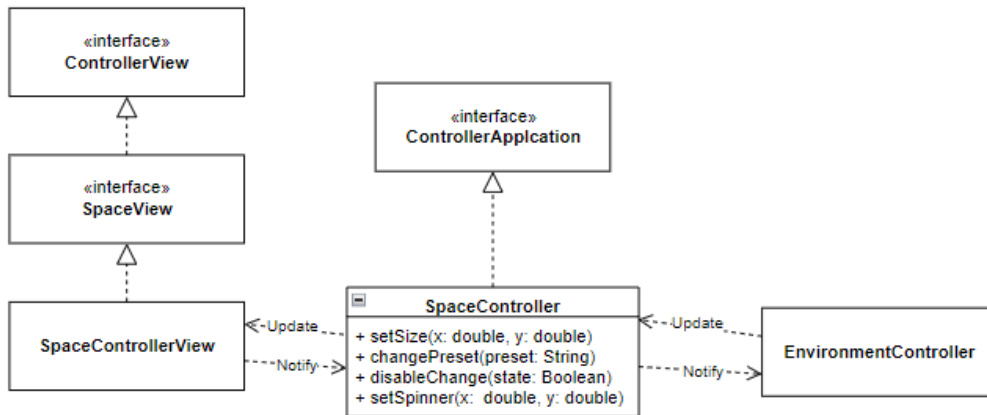 «interface»
ControllerView
«interface»
ControllerApplcation
«interface»
SpaceView
SpaceControllerView
Update
Notify
SpaceController
+ setSize(x: double, y: double)
+ changePreset(preset: String)
+ disableChange(state: Boolean)
+ setSpinner(x: double, y: double)
Update
Notify
EnvironmentController